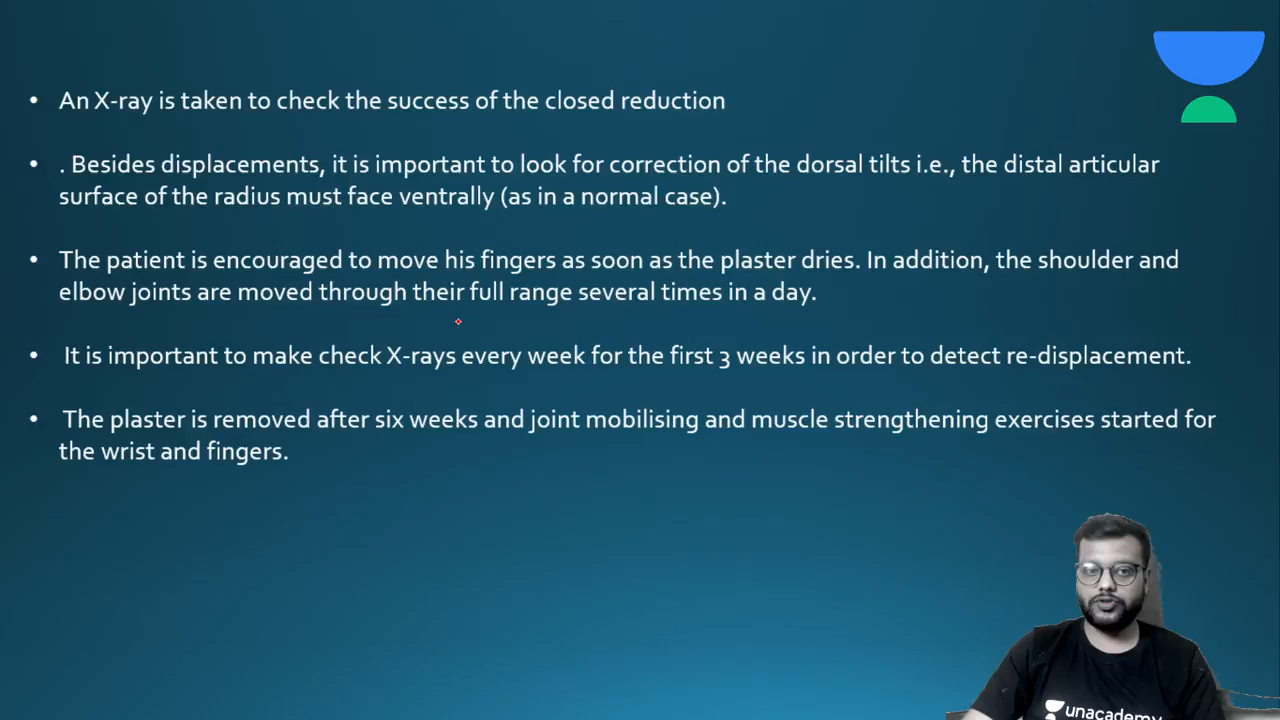 • An X-ray is taken to check the success of the closed reduction
• . Besides displacements, it is important to look for correction of the dorsal tilts i.e., the distal articular
surface of the radius must face ventrally (as in a normal case).
• The patient is encouraged to move his fingers as soon as the plaster dries. In addition, the shoulder and
elbow joints are moved through their full range several times in a day.
• It is important to make check X-rays every week for the first 3 weeks in order to detect re-displacement.
• The plaster is removed after six weeks and joint mobilising and muscle strengthening exercises started for
the wrist and fingers.
unacademy